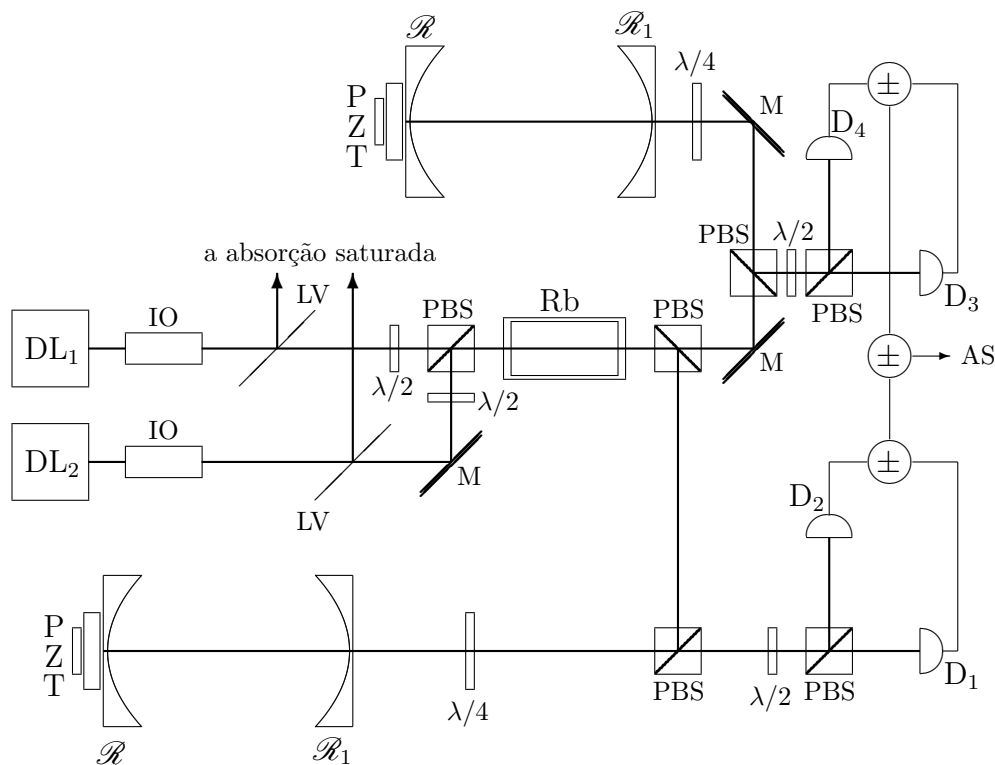 ℛ
ℛ₁
λ/4
P
Z
T
M
D₄
±
PBS
λ/2
a absorção saturada
LV
PBS
D₃
IO
PBS
Rb
PBS
DL₁
λ/2
M
±
AS
λ/2
IO
DL₂
M
LV
D₂
±
P
Z
T
λ/4
PBS
λ/2
PBS
D₁
ℛ
ℛ₁